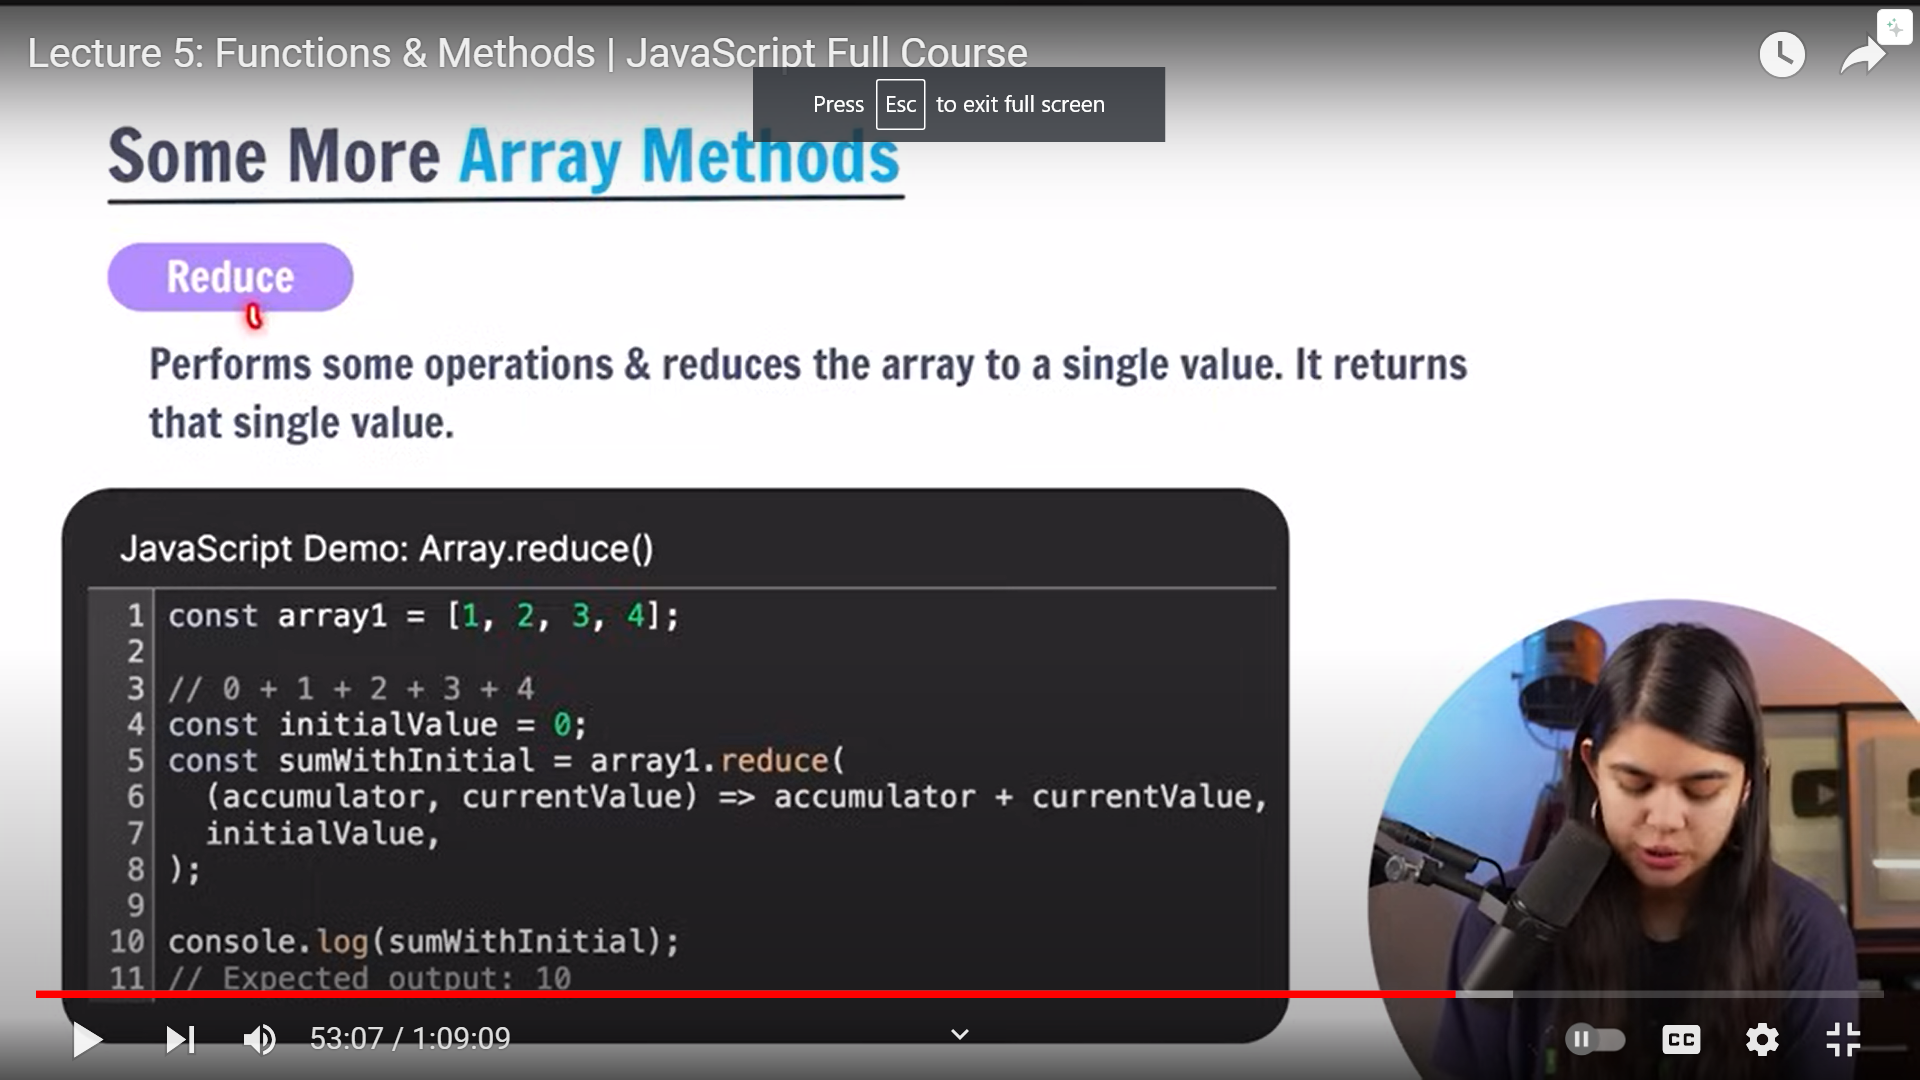 Lecture 5: Functions & Methods | JavaScript Full Course
Press Esc to exit full screen
Some More Array Methods
Reduce
Performs some operations & reduces the array to a single value. It returns
that single value.
JavaScript Demo: Array.reduce()
1 const array1 = [1, 2, 3, 4];
2
3 // 0 + 1 + 2 + 3 + 4
4 const initialValue = 0;
5 const sumWithInitial = array1.reduce(
6 (accumulator, currentValue) => accumulator + currentValue,
7 initialValue,
8 );
9
10 console.log(sumWithInitial);
11 // Expected output: 10
53:07 / 1:09:09
CC